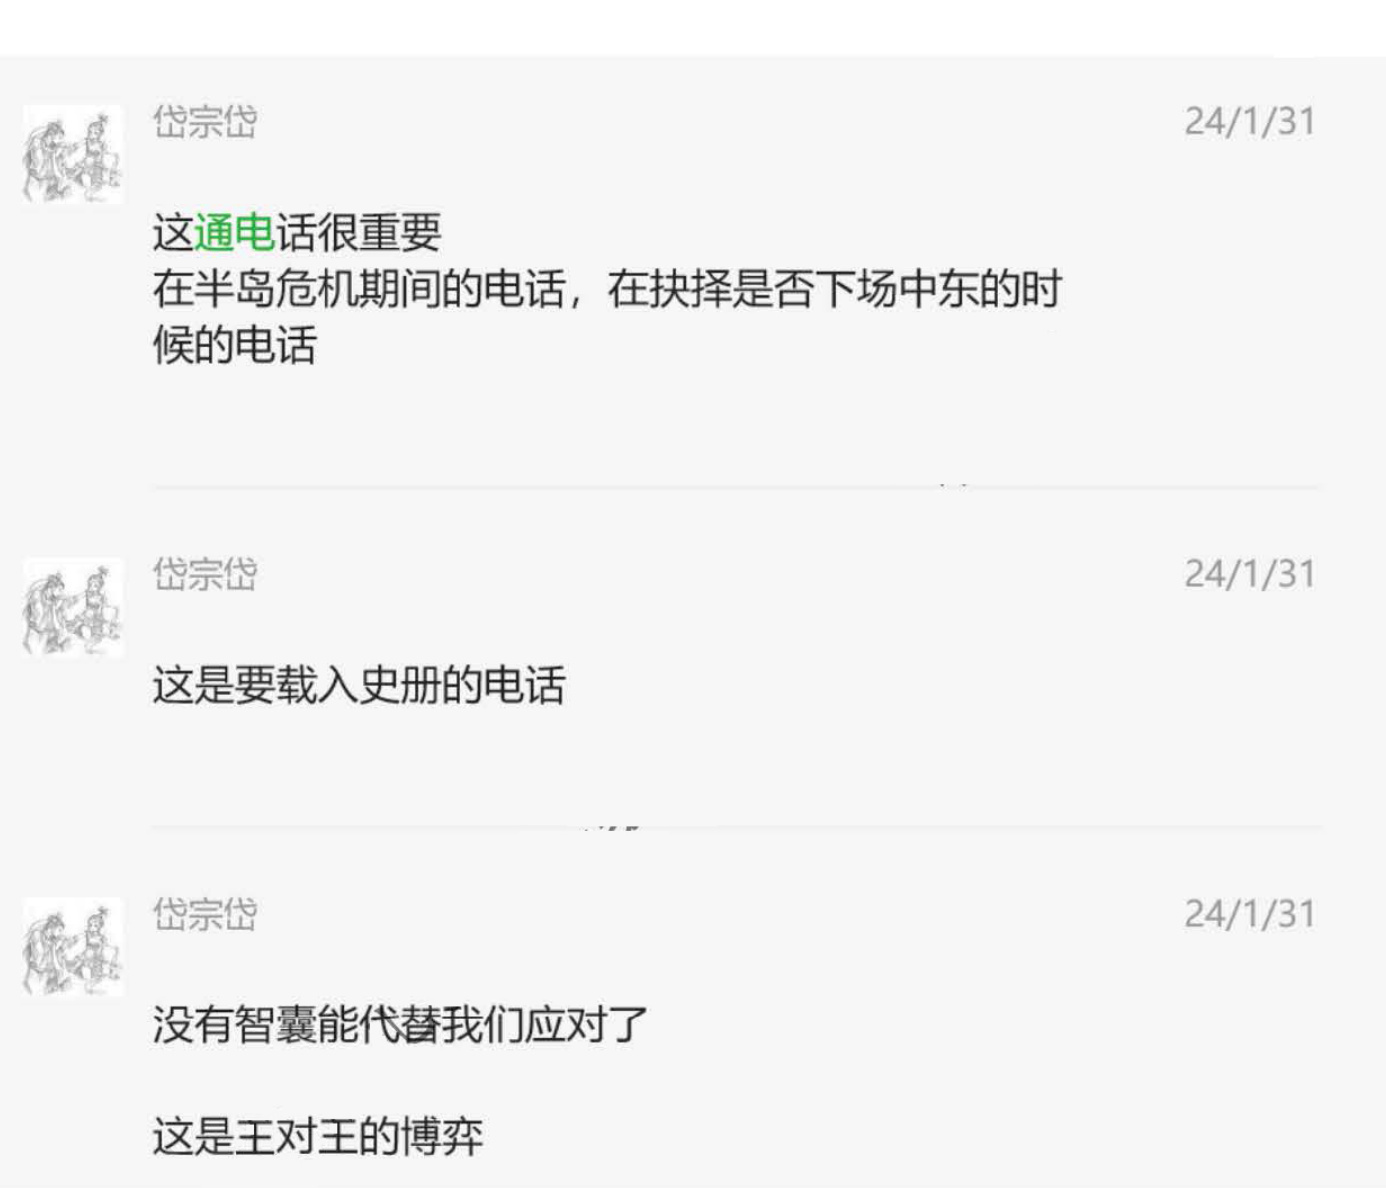 岱宗岱
24/1/31
这通电话很重要
在半岛危机期间的电话，在抉择是否下场中东的时
候的电话
岱宗岱
24/1/31
这是要载入史册的电话
岱宗岱
24/1/31
没有智囊能代替我们应对了
这是王对王的博弈